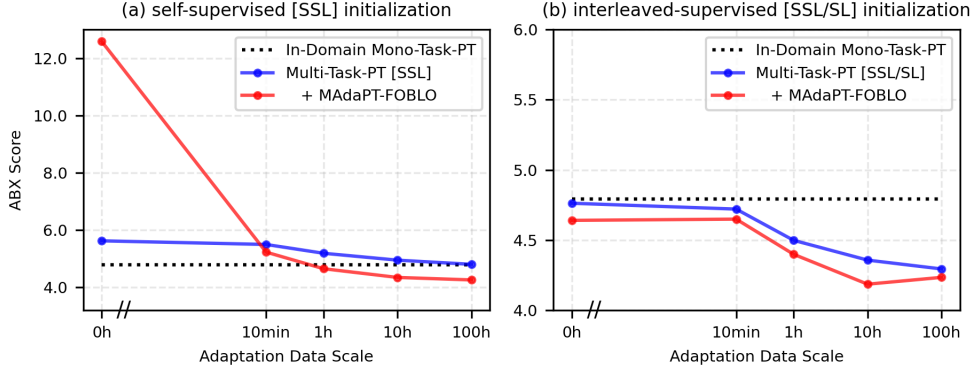 (a) self-supervised [SSL] initialization
ABX Score
12.0
10.0
8.0
6.0
4.0
In-Domain Mono-Task-PT
Multi-Task-PT [SSL]
+ MAdaPT-FOBLO
0h
10min
1h
10h
100h
Adaptation Data Scale
(b) interleaved-supervised [SSL/SL] initialization
6.0
5.5
5.0
4.5
4.0
In-Domain Mono-Task-PT
Multi-Task-PT [SSL/SL]
+ MAdaPT-FOBLO
0h
10min
1h
10h
100h
Adaptation Data Scale